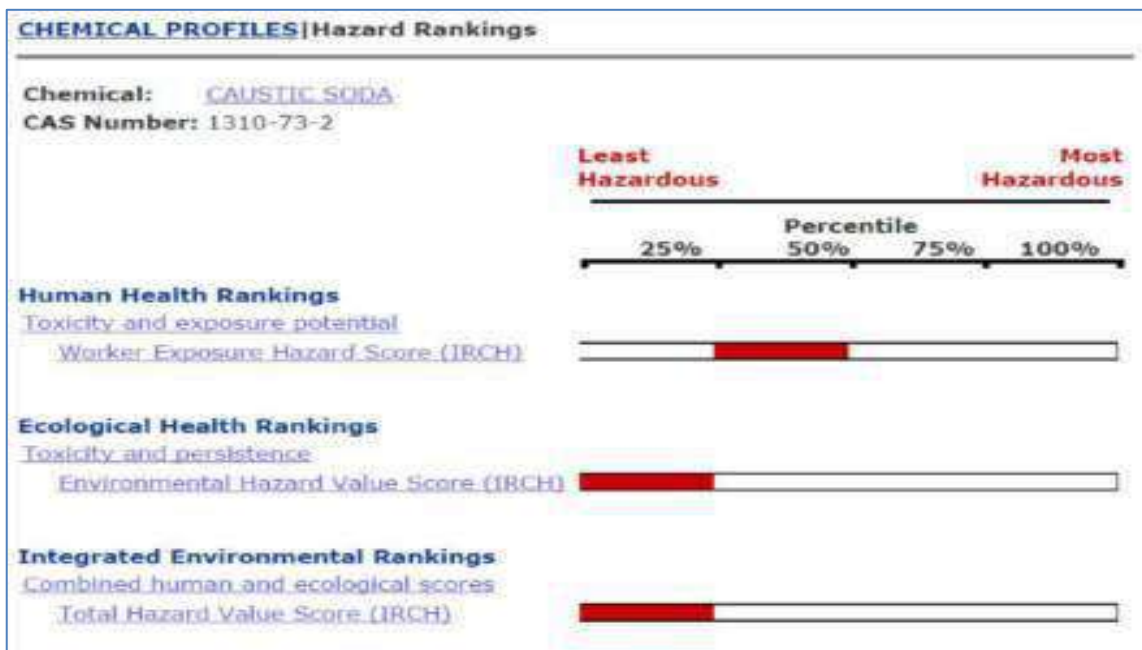 CHEMICAL PROFILES|Hazard Rankings
Chemical: CAUSTIC SODA
CAS Number: 1310-73-2
Least Hazardous
Most Hazardous
Percentile
25% 50% 75% 100%
Human Health Rankings
Toxicity and exposure potential
Worker Exposure Hazard Score (IRCH)
Ecological Health Rankings
Toxicity and persistence
Environmental Hazard Value Score (IRCH)
Integrated Environmental Rankings
Combined human and ecological scores
Total Hazard Value Score (IRCH)